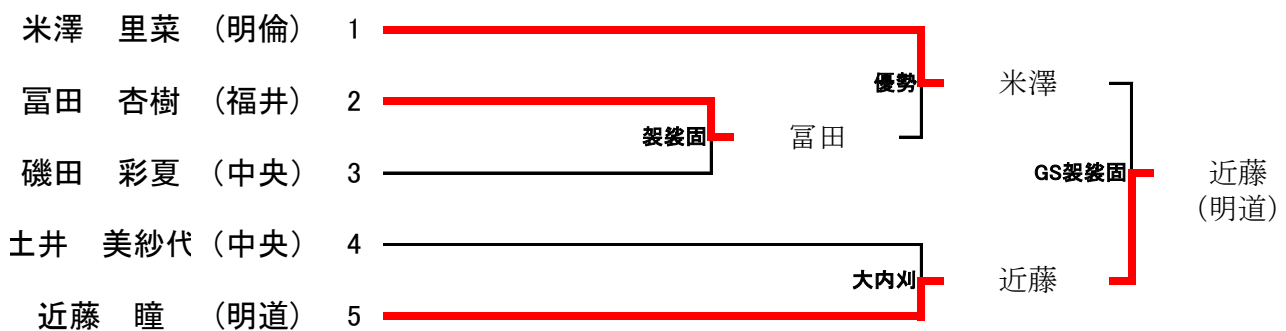 米澤　里菜（明倫）　1
優勢　米澤
冨田　杏樹（福井）　2
袈裟固　冨田
磯田　彩夏（中央）　3
GS袈裟固　近藤
（明道）
土井　美紗代（中央）　4
大内刈　近藤
近藤　瞳　（明道）　5